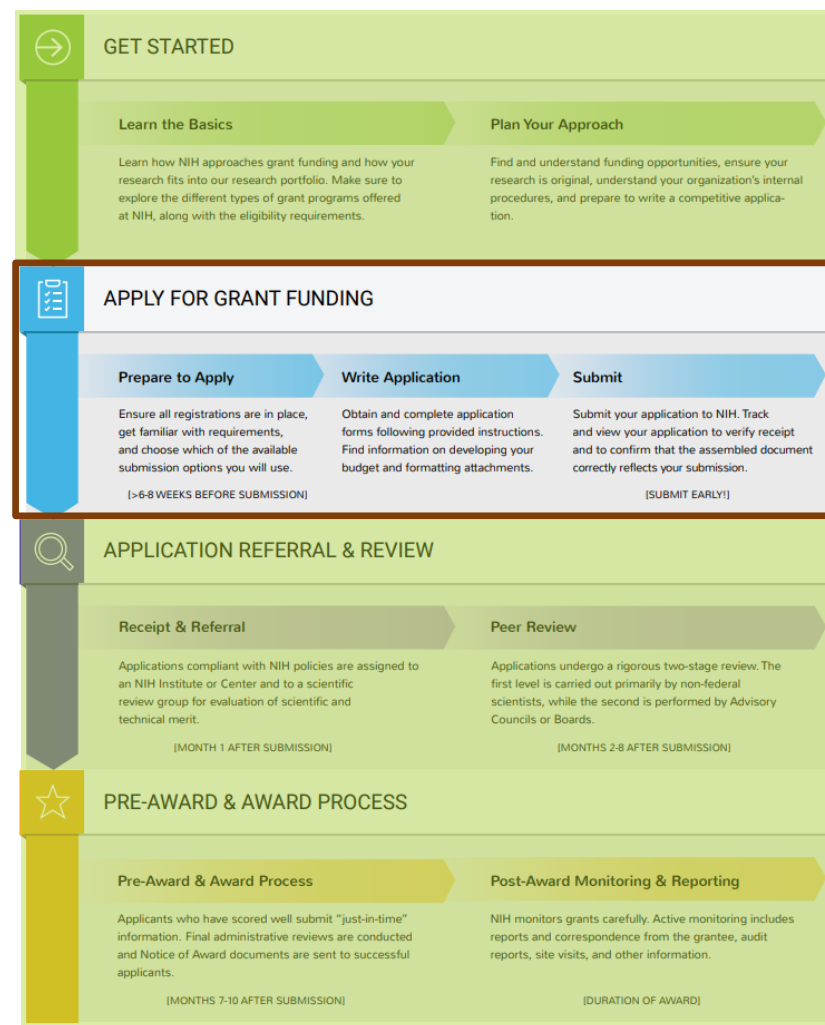 GET STARTED
Learn the Basics
Learn how NIH approaches grant funding and how your
research fits into our research portfolio. Make sure to
explore the different types of grant programs offered
at NIH, along with the eligibility requirements.
Plan Your Approach
Find and understand funding opportunities, ensure your
research is original, understand your organization's internal
procedures, and prepare to write a competitive applica-
tion.
APPLY FOR GRANT FUNDING
Prepare to Apply
Ensure all registrations are in place,
get familiar with requirements,
and choose which of the available
submission options you will use.
[>6-8 WEEKS BEFORE SUBMISSION]
Write Application
Obtain and complete application
forms following provided instructions.
Find information on developing your
budget and formatting attachments.
Submit
Submit your application to NIH. Track
and view your application to verify receipt
and to confirm that the assembled document
correctly reflects your submission.
[SUBMIT EARLY!]
APPLICATION REFERRAL & REVIEW
Receipt & Referral
Applications compliant with NIH policies are assigned to
an NIH Institute or Center and to a scientific
review group for evaluation of scientific and
technical merit.
[MONTH 1 AFTER SUBMISSION]
Peer Review
Applications undergo a rigorous two-stage review. The
first level is carried out primarily by non-federal
scientists, while the second is performed by Advisory
Councils or Boards.
[MONTHS 2-8 AFTER SUBMISSION]
PRE-AWARD & AWARD PROCESS
Pre-Award & Award Process
Applicants who have scored well submit "just-in-time"
information. Final administrative reviews are conducted
and Notice of Award documents are sent to successful
applicants.
[MONTHS 7-10 AFTER SUBMISSION]
Post-Award Monitoring & Reporting
NIH monitors grants carefully. Active monitoring includes
reports and correspondence from the grantee, audit
reports, site visits, and other information.
[DURATION OF AWARD]